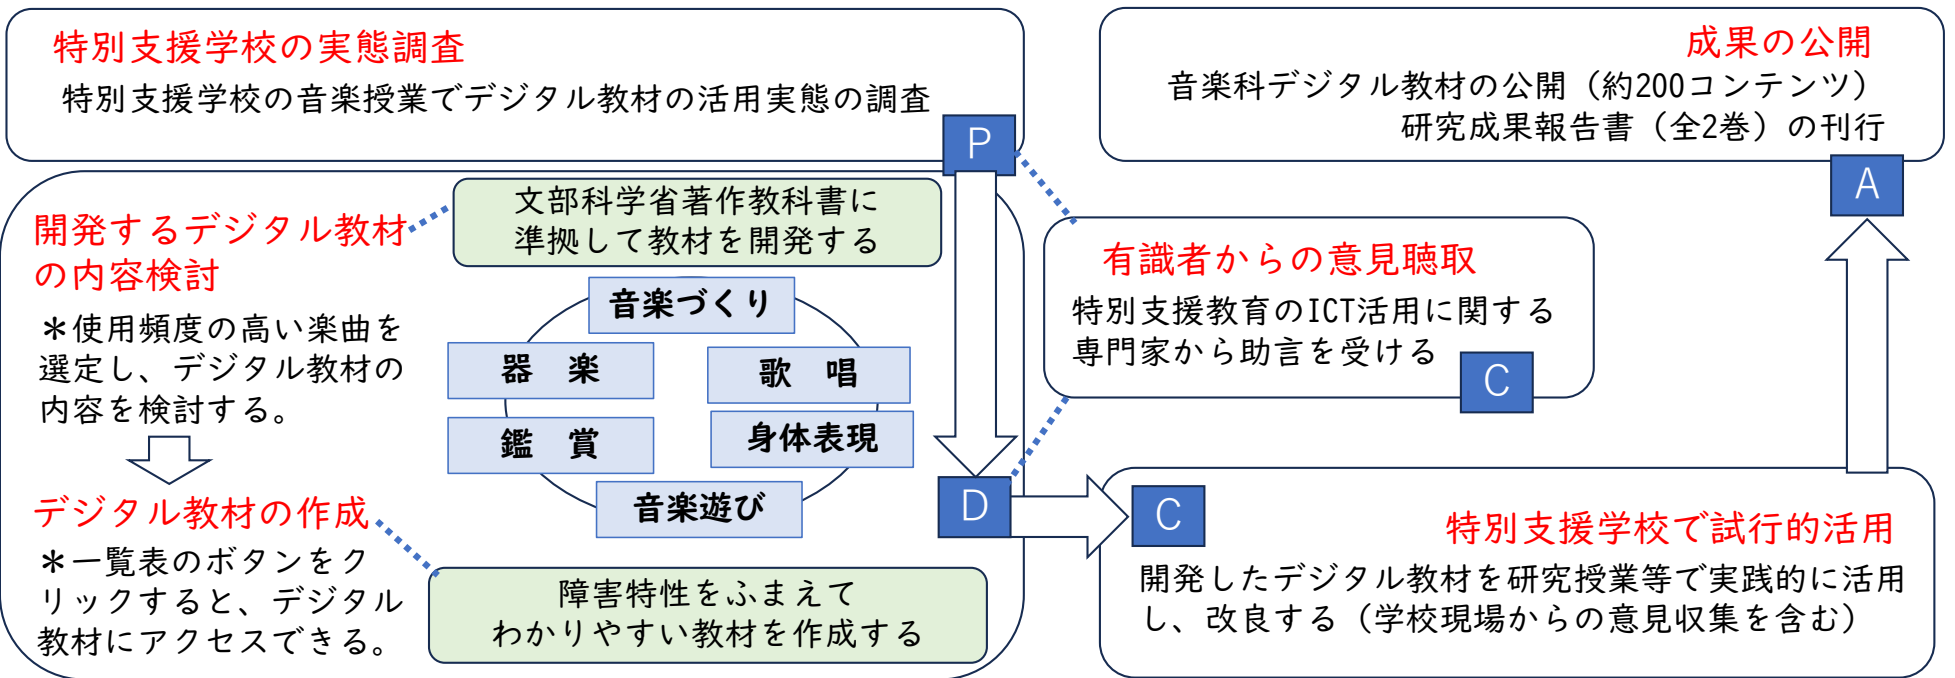 特別支援学校の実態調査
特別支援学校の音楽授業でデジタル教材の活用実態の調査
P
開発するデジタル教材
の内容検討
＊使用頻度の高い楽曲を
選定し、デジタル教材の
内容を検討する。
文部科学省著作教科書に
準拠して教材を開発する
音楽づくり
器　楽
歌　唱
鑑　賞
身体表現
音楽遊び
デジタル教材の作成
＊一覧表のボタンをク
リックすると、デジタル
教材にアクセスできる。
障害特性をふまえて
わかりやすい教材を作成する
D
有識者からの意見聴取
特別支援教育のICT活用に関する
専門家から助言を受ける
C
C
特別支援学校で試行的活用
開発したデジタル教材を研究授業等で実践的に活用
し、改良する（学校現場からの意見収集を含む）
成果の公開
音楽科デジタル教材の公開（約200コンテンツ）
研究成果報告書（全2巻）の刊行
A